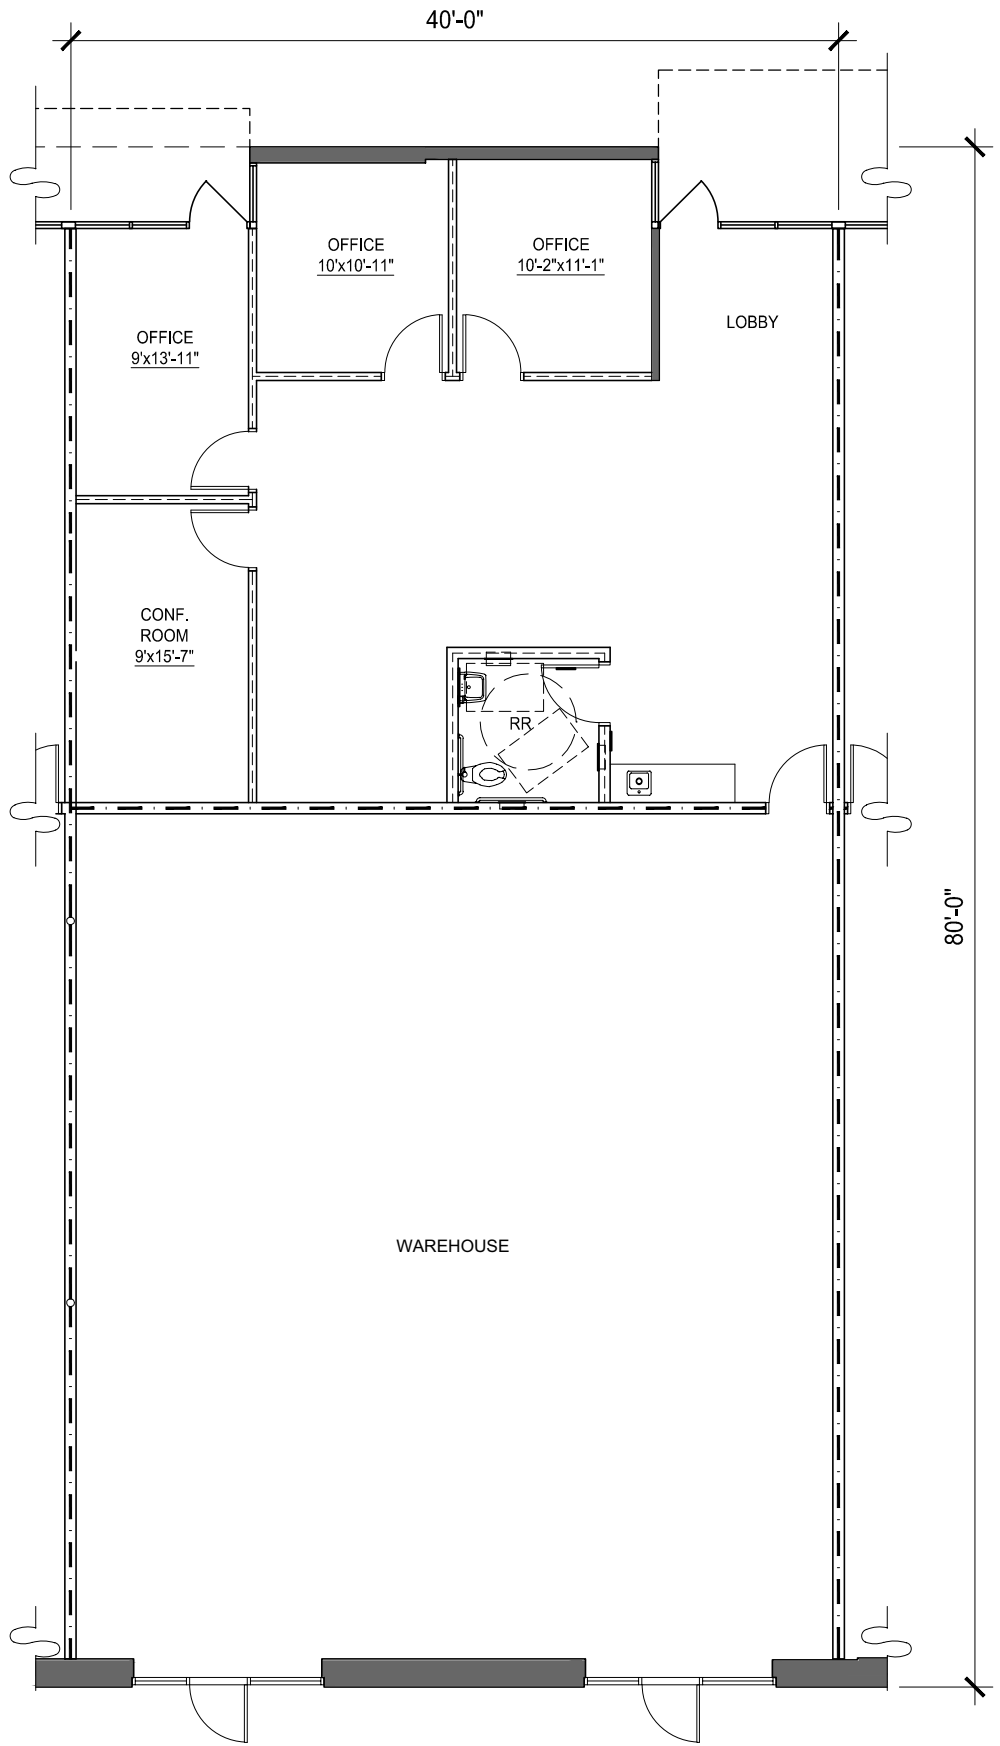 40'-0"
OFFICE
10'x10'-11"
OFFICE
10'-2"x11'-1"
LOBBY
OFFICE
9'x13'-11"
CONF.
ROOM
9'x15'-7"
RR
80'-0"
WAREHOUSE